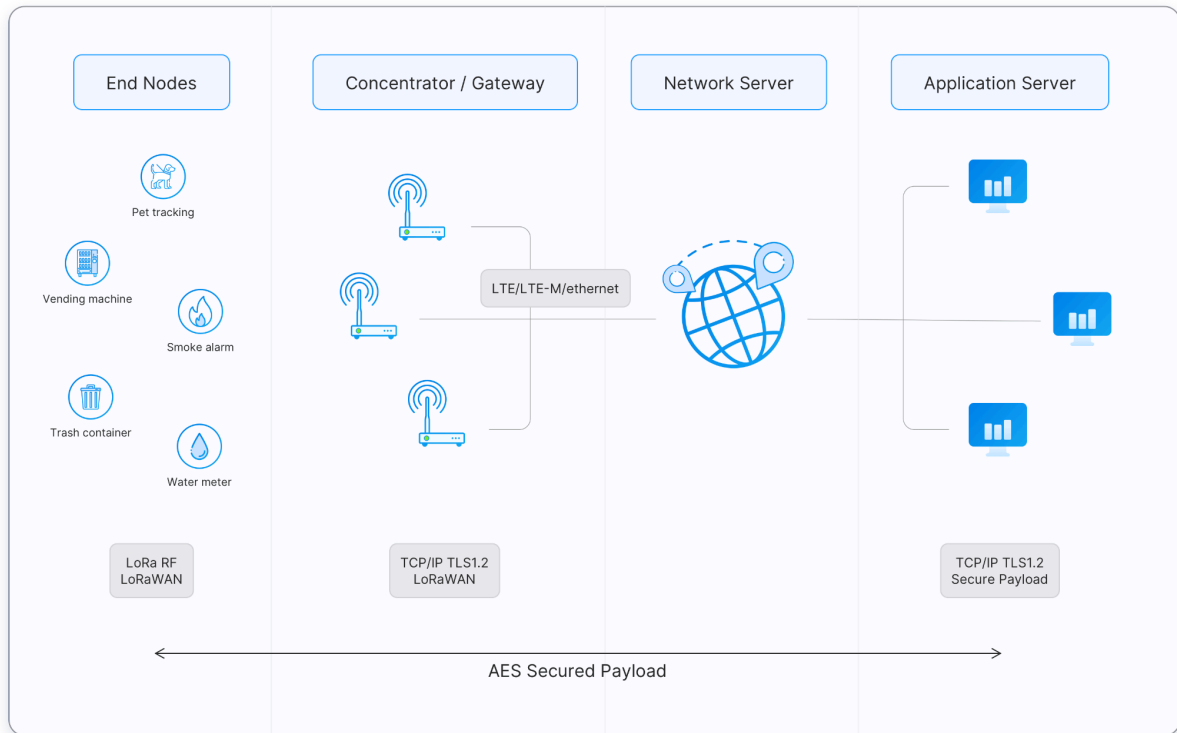 End Nodes
Concentrator / Gateway
Network Server
Application Server
Pet tracking
Vending machine
Smoke alarm
Trash container
Water meter
LTE/LTE-M/ethernet
LoRa RF
LoRaWAN
TCP/IP TLS1.2
LoRaWAN
TCP/IP TLS1.2
Secure Payload
AES Secured Payload